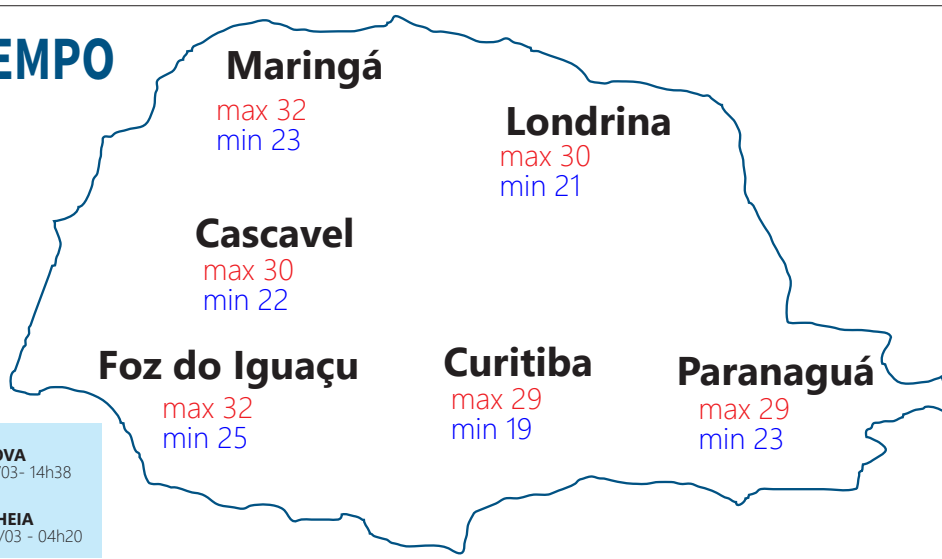 EMPO
Maringá
max 32
min 23
Londrina
max 30
min 21
Cascavel
max 30
min 22
Foz do Iguaçu
max 32
min 25
Curitiba
max 29
min 19
Paranaguá
max 29
min 23
OVA
/03- 14h38
HEIA
/03 - 04h20